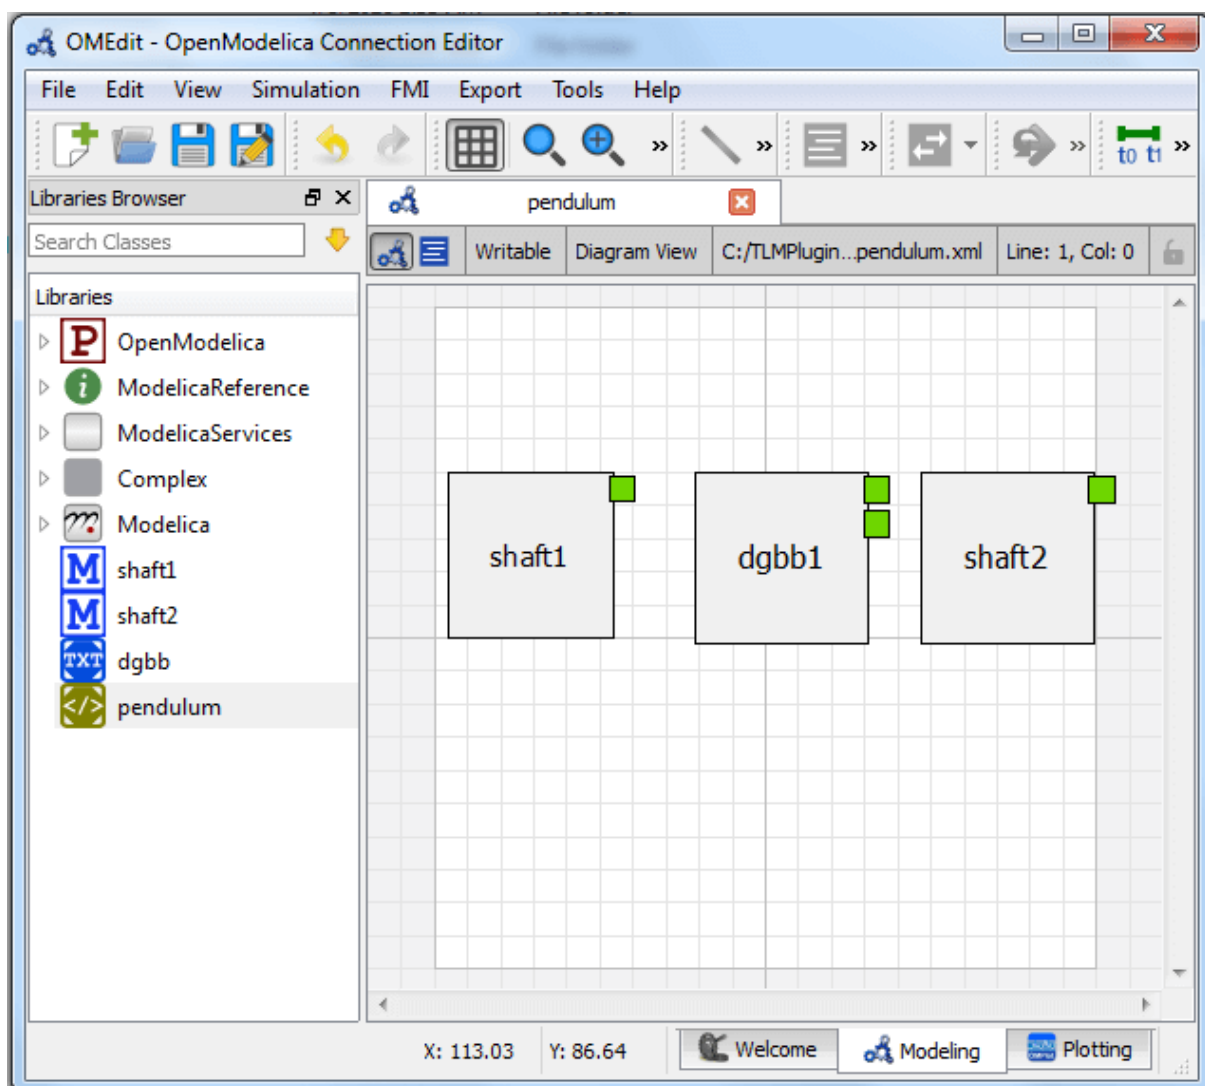 OMEdit - OpenModelica Connection Editor
File Edit View Simulation FMI Export Tools Help
» » » » t0 t1 »
Libraries Browser
pendulum
Search Classes
Writable Diagram View C:/TLMPlugin...pendulum.xml Line: 1, Col: 0
Libraries
P OpenModelica
i ModelicaReference
ModelicaServices
Complex
Modelica
M shaft1
M shaft2
TXT dgbb
</> pendulum
shaft1 dgbb1 shaft2
X: 113.03 Y: 86.64 Welcome Modeling Plotting